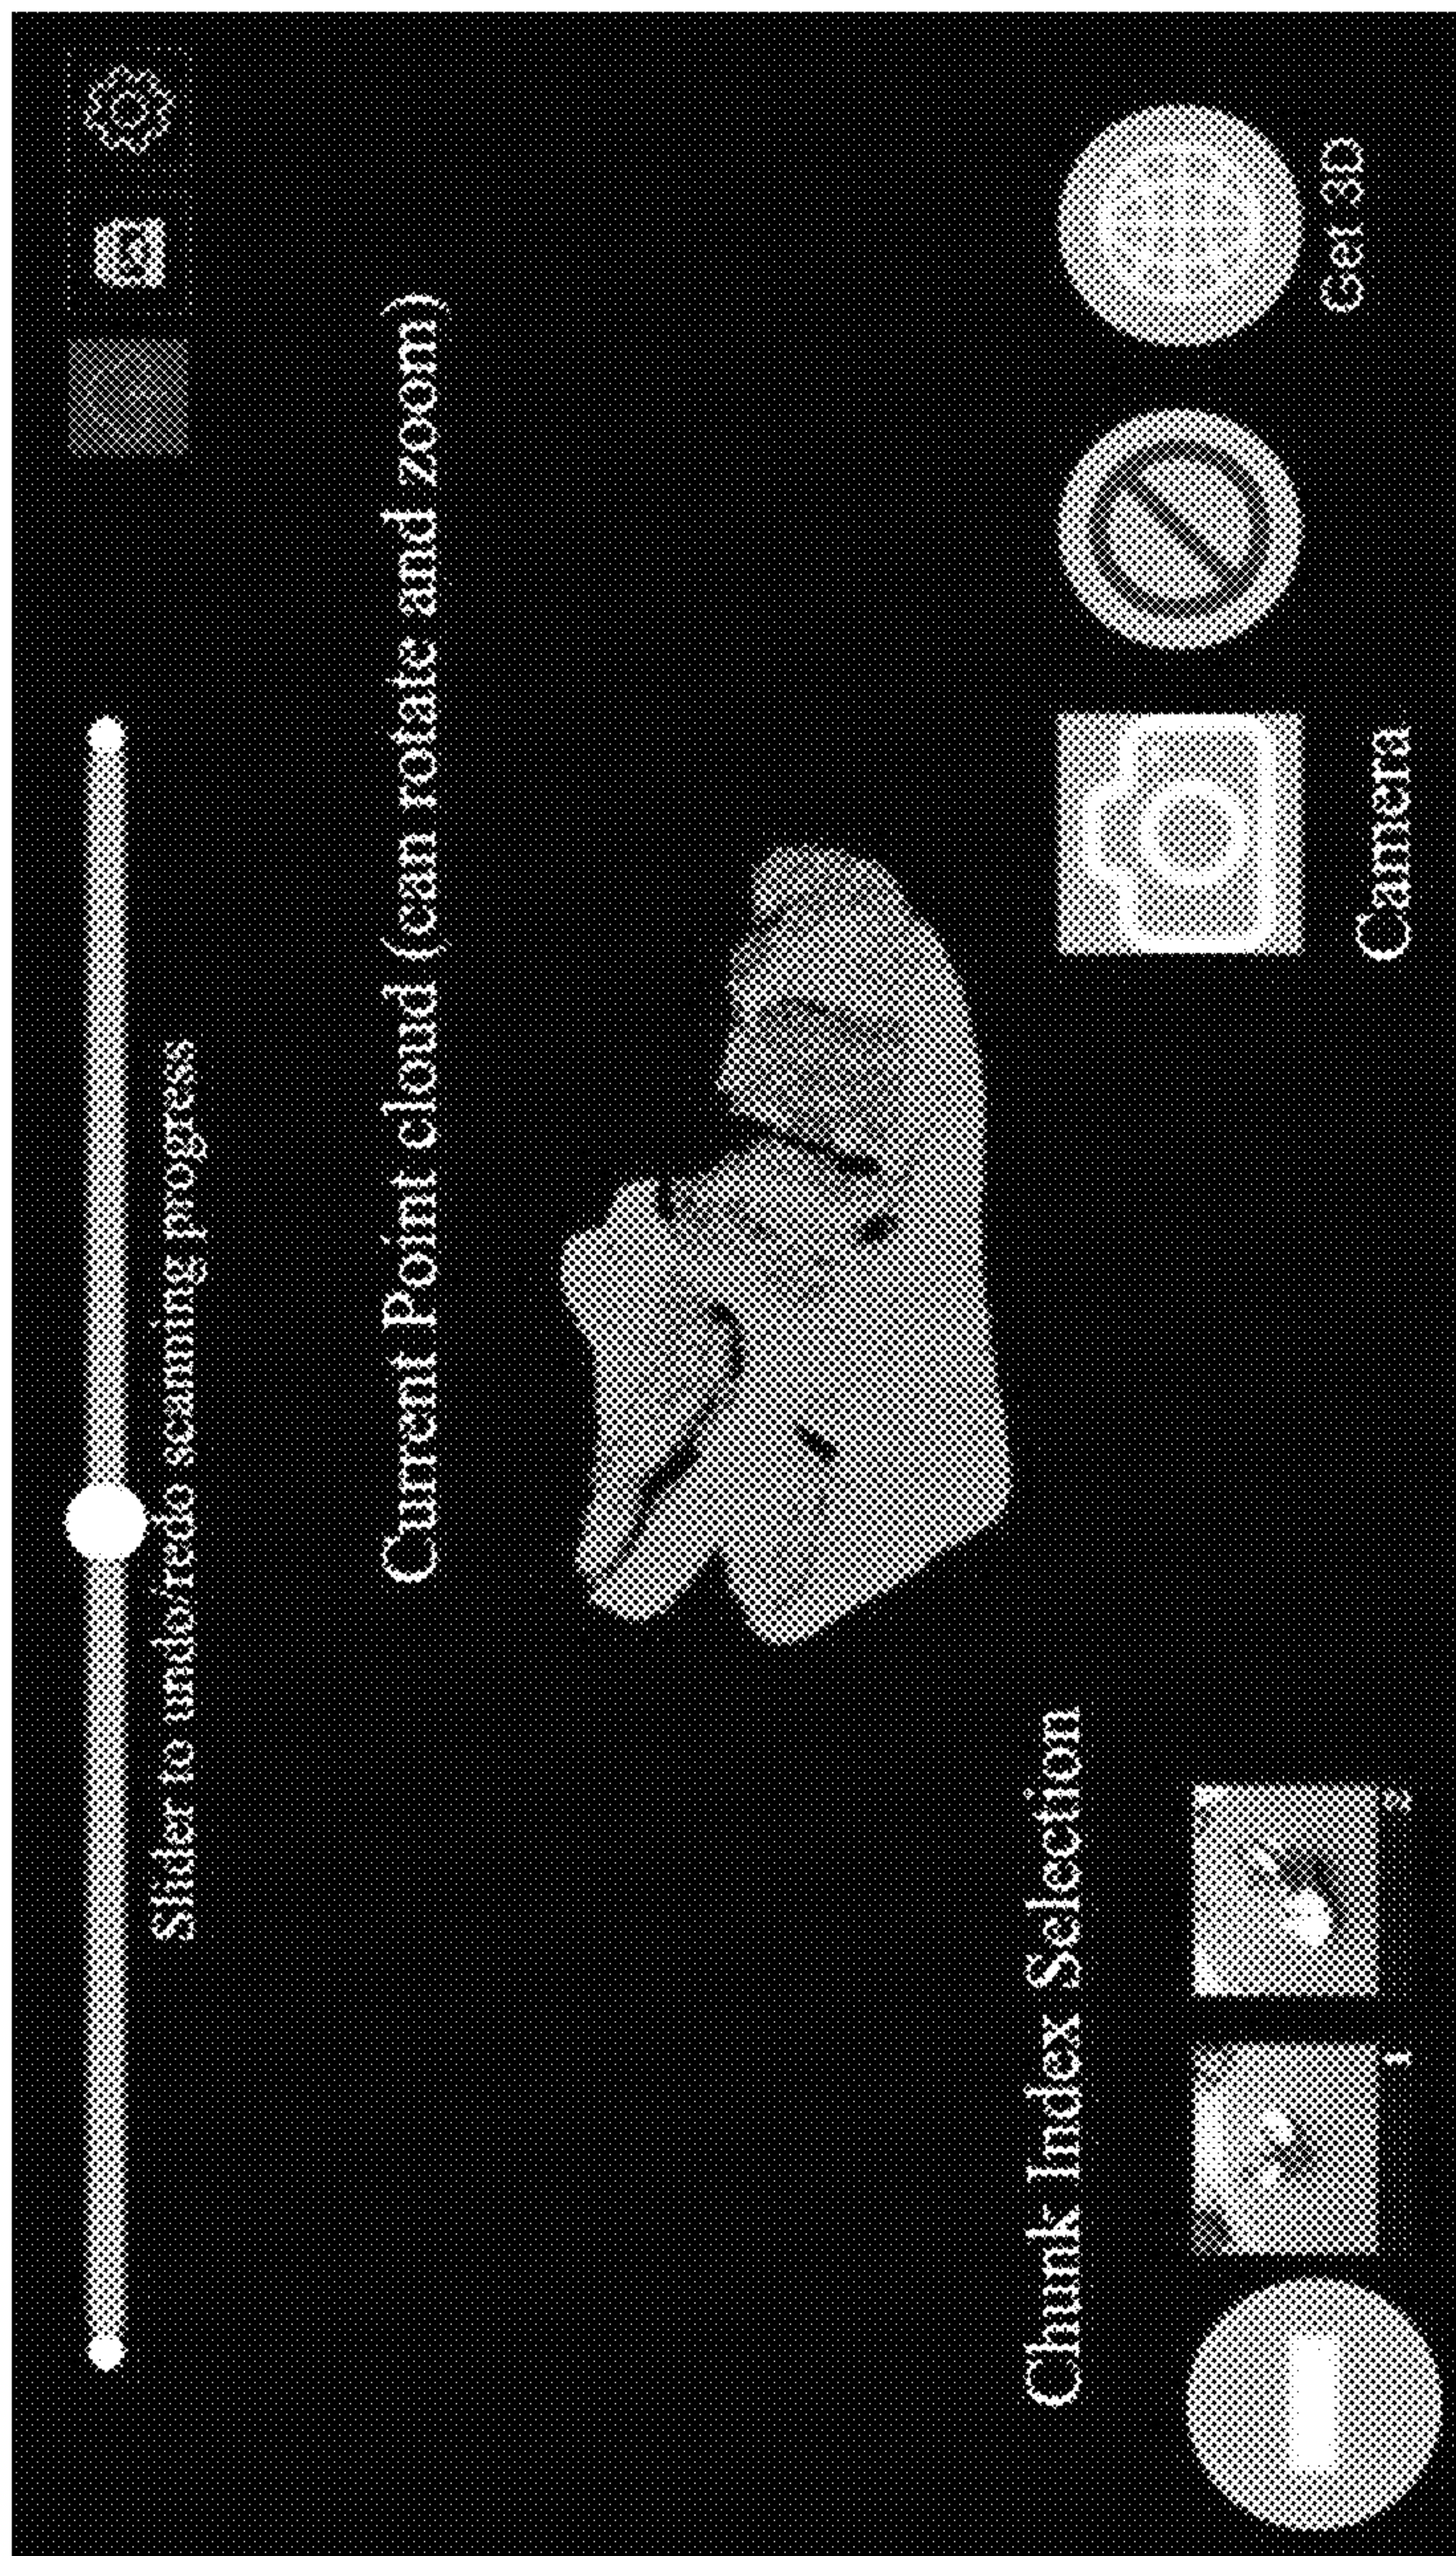 Slider to undo/redo scanning progress
Current Point cloud (can rotate and zoom)
Chunk Index Selection
1
2
Camera
Get 3D